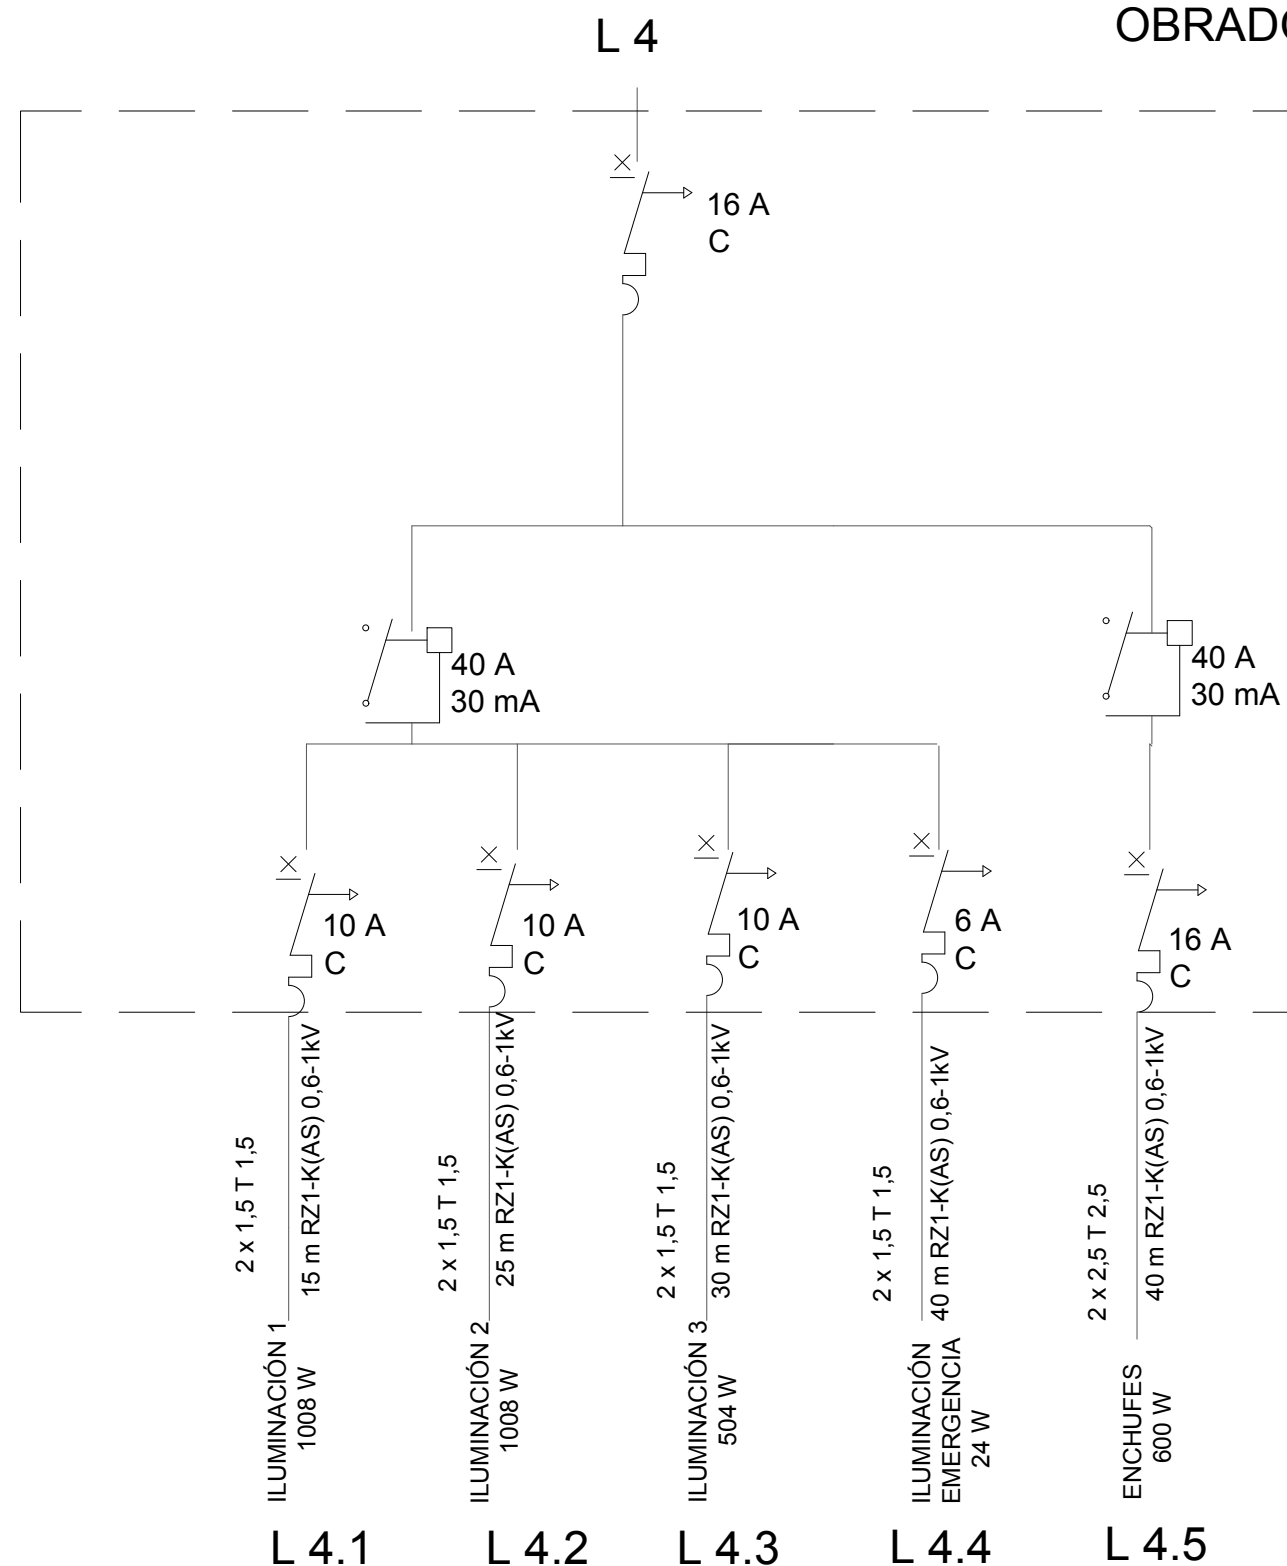 L 4
OBRADO
16 A
C
40 A
30 mA
40 A
30 mA
10 A
C
10 A
C
10 A
C
6 A
C
16 A
C
2 x 1,5 T 1,5
15 m RZ1-K(AS) 0,6-1kV
2 x 1,5 T 1,5
25 m RZ1-K(AS) 0,6-1kV
2 x 1,5 T 1,5
30 m RZ1-K(AS) 0,6-1kV
2 x 1,5 T 1,5
40 m RZ1-K(AS) 0,6-1kV
2 x 2,5 T 2,5
40 m RZ1-K(AS) 0,6-1kV
ILUMINACIÓN 1
1008 W
ILUMINACIÓN 2
1008 W
ILUMINACIÓN 3
504 W
ILUMINACIÓN
EMERGENCIA
24 W
ENCHUFES
600 W
L 4.1
L 4.2
L 4.3
L 4.4
L 4.5